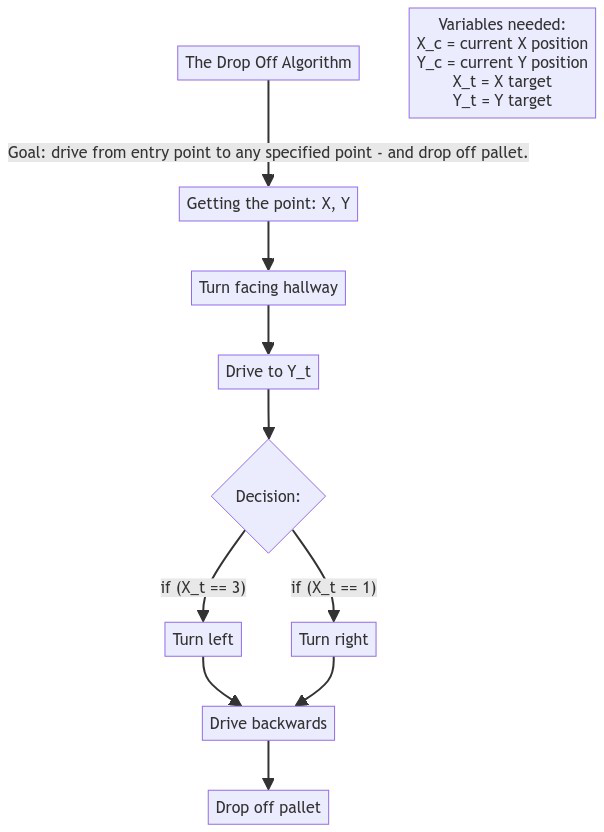 Variables needed:
X_c = current X position
Y_c = current Y position
X_t = X target
Y_t = Y target
The Drop Off Algorithm
Goal: drive from entry point to any specified point - and drop off pallet.
Getting the point: X, Y
Turn facing hallway
Drive to Y_t
Decision:
if (X_t == 3)
if (X_t == 1)
Turn left
Turn right
Drive backwards
Drop off pallet